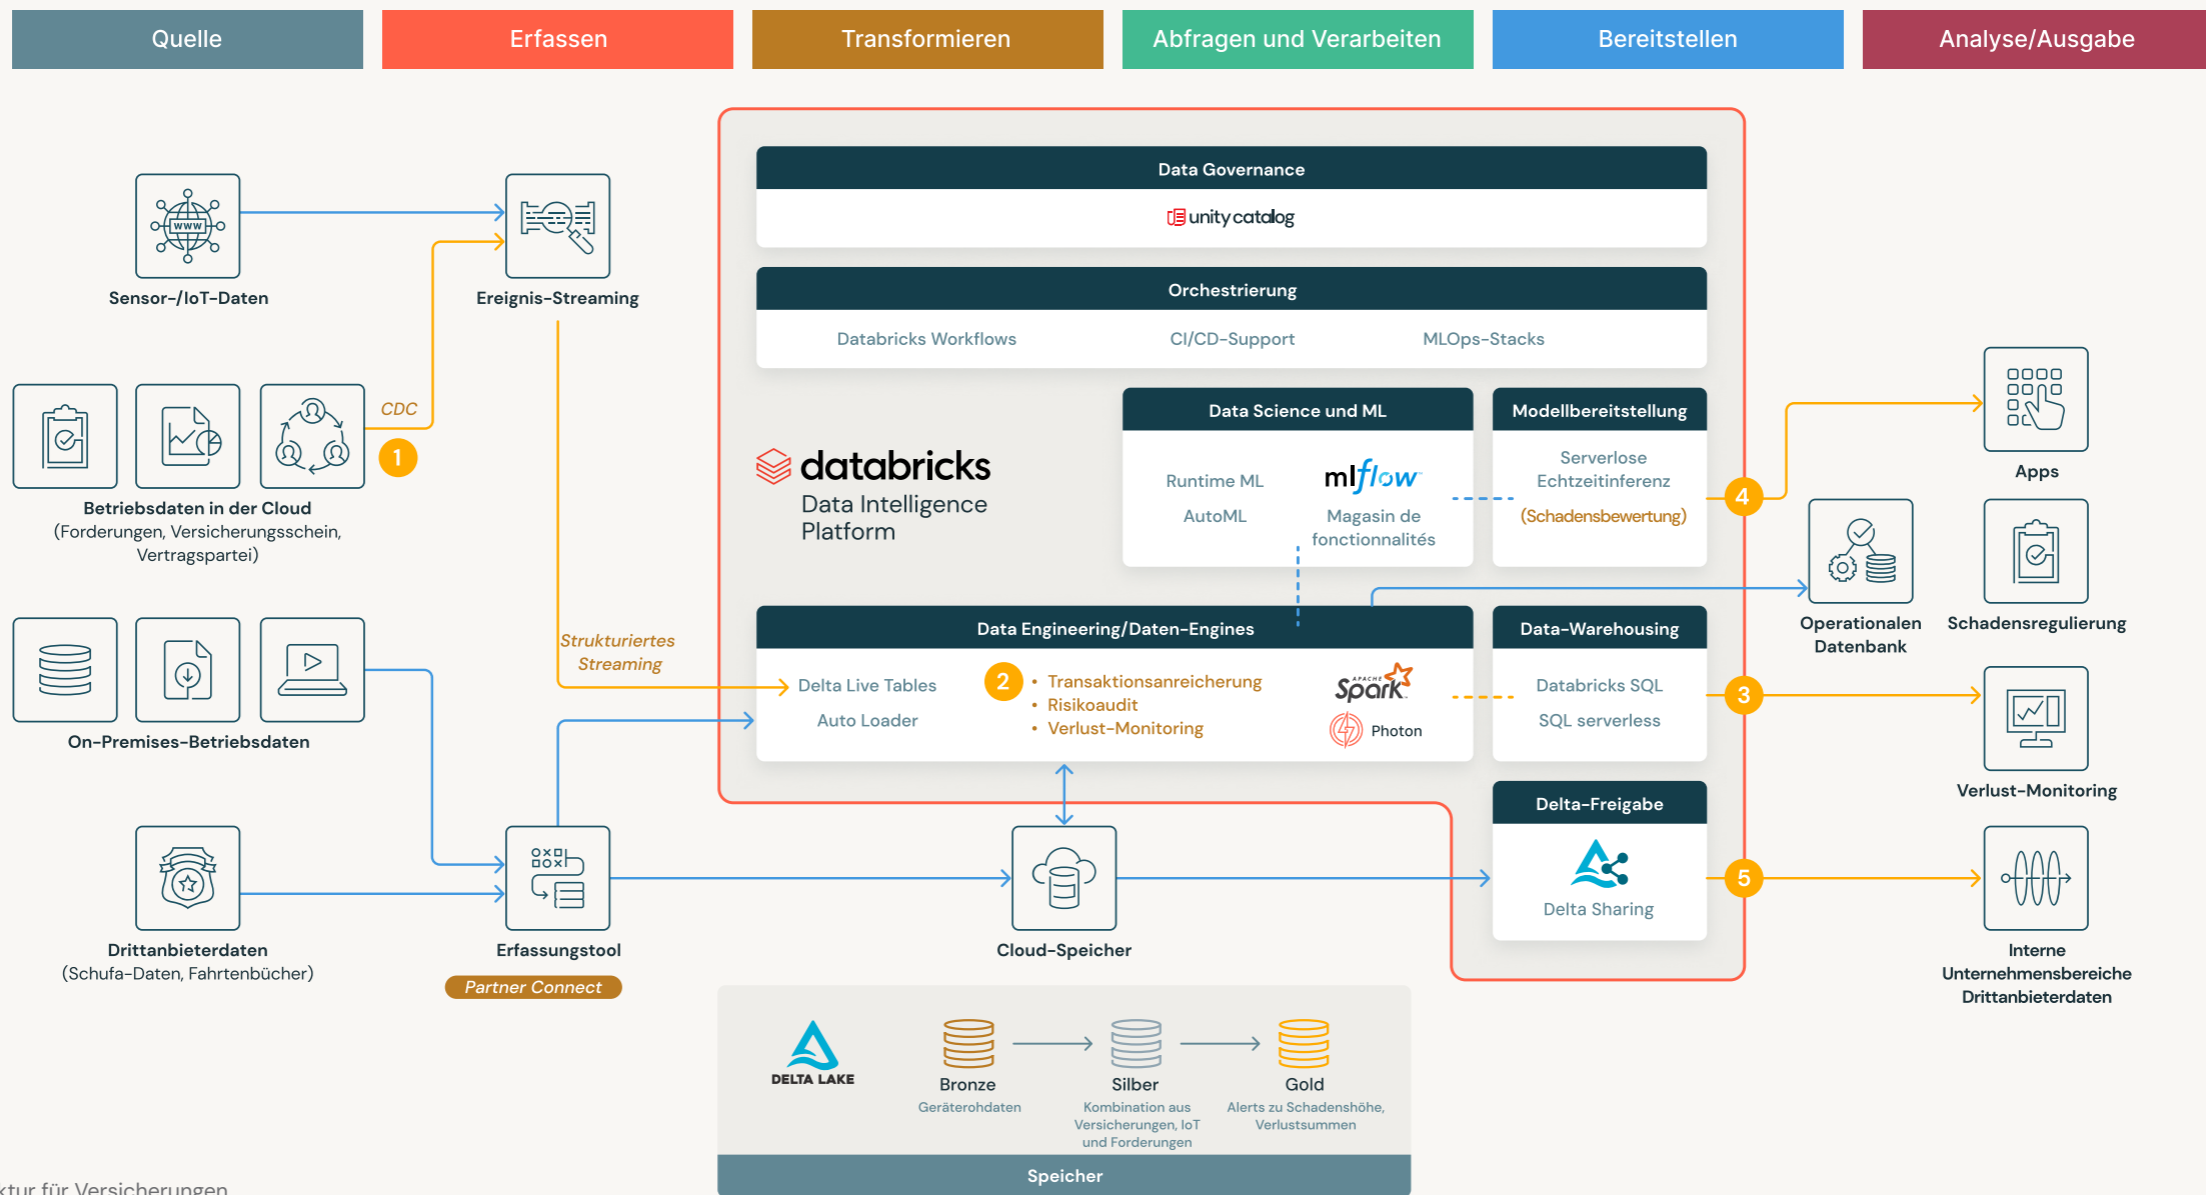 Quelle
Erfassen
Transformieren
Abfragen und Verarbeiten
Bereitstellen
Analyse/Ausgabe
WWW
Sensor-/IoT-Daten
Ereignis-Streaming
CDC
1
Betriebsdaten in der Cloud
(Forderungen, Versicherungsschein,
Vertragspartei)
On-Premises-Betriebsdaten
Drittanbieterdaten
(Schufa-Daten, Fahrtenbücher)
Erfassungstool
Partner Connect
Strukturiertes
Streaming
Data Governance
unity catalog
Orchestrierung
Databricks Workflows
CI/CD-Support
MLOps-Stacks
databricks
Data Intelligence
Platform
Data Science und ML
Runtime ML
AutoML
mlflow
Magasin de
fonctionnalités
Modellbereitstellung
Serverlose
Echtzeitinferenz
(Schadensbewertung)
4
Data Engineering/Daten-Engines
Delta Live Tables
Auto Loader
2
• Transaktionsanreicherung
• Risikoaudit
• Verlust-Monitoring
APACHE
Spark
Photon
Data-Warehousing
Databricks SQL
SQL serverless
3
Delta-Freigabe
Delta Sharing
5
Cloud-Speicher
Apps
Operationalen
Datenbank
Schadensregulierung
Verlust-Monitoring
Interne
Unternehmensbereiche
Drittanbieterdaten
DELTA LAKE
Bronze
Geräterohdaten
Silber
Kombination aus
Versicherungen, IoT
und Forderungen
Gold
Alerts zu Schadenshöhe,
Verlustsummen
Speicher
für Versicherungen